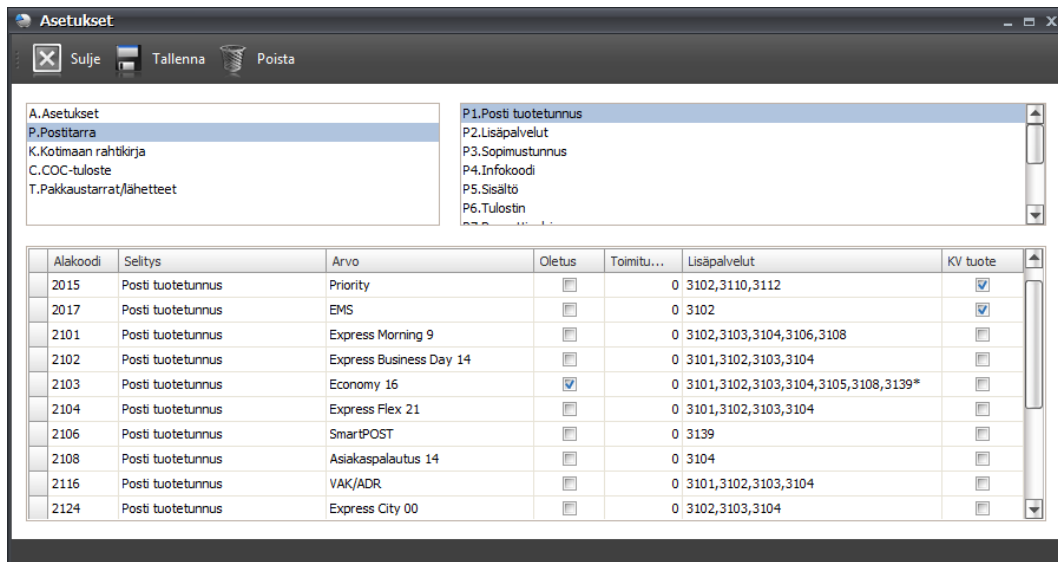 Asetukset
Sulje Tallenna Poista
A.Asetukset
P.Postitarra
K.Kotimaan rahtikirja
C.COC-tuloste
T.Pakkaustarrat/lähetteet
P1.Posti tuotetunnus
P2.Lisäpalvelut
P3.Sopimustunnus
P4.Infokoodi
P5.Sisältö
P6.Tulostin
Alakoodi Selitys Arvo Oletus Toimitu... Lisäpalvelut KV tuote
2015 Posti tuotetunnus Priority 0 3102,3110,3112
2017 Posti tuotetunnus EMS 0 3102
2101 Posti tuotetunnus Express Morning 9 0 3102,3103,3104,3106,3108
2102 Posti tuotetunnus Express Business Day 14 0 3101,3102,3103,3104
2103 Posti tuotetunnus Economy 16 0 3101,3102,3103,3104,3105,3108,3139*
2104 Posti tuotetunnus Express Flex 21 0 3101,3102,3103,3104
2106 Posti tuotetunnus SmartPOST 0 3139
2108 Posti tuotetunnus Asiakaspalautus 14 0 3104
2116 Posti tuotetunnus VAK/ADR 0 3101,3102,3103,3104
2124 Posti tuotetunnus Express City 00 0 3102,3103,3104